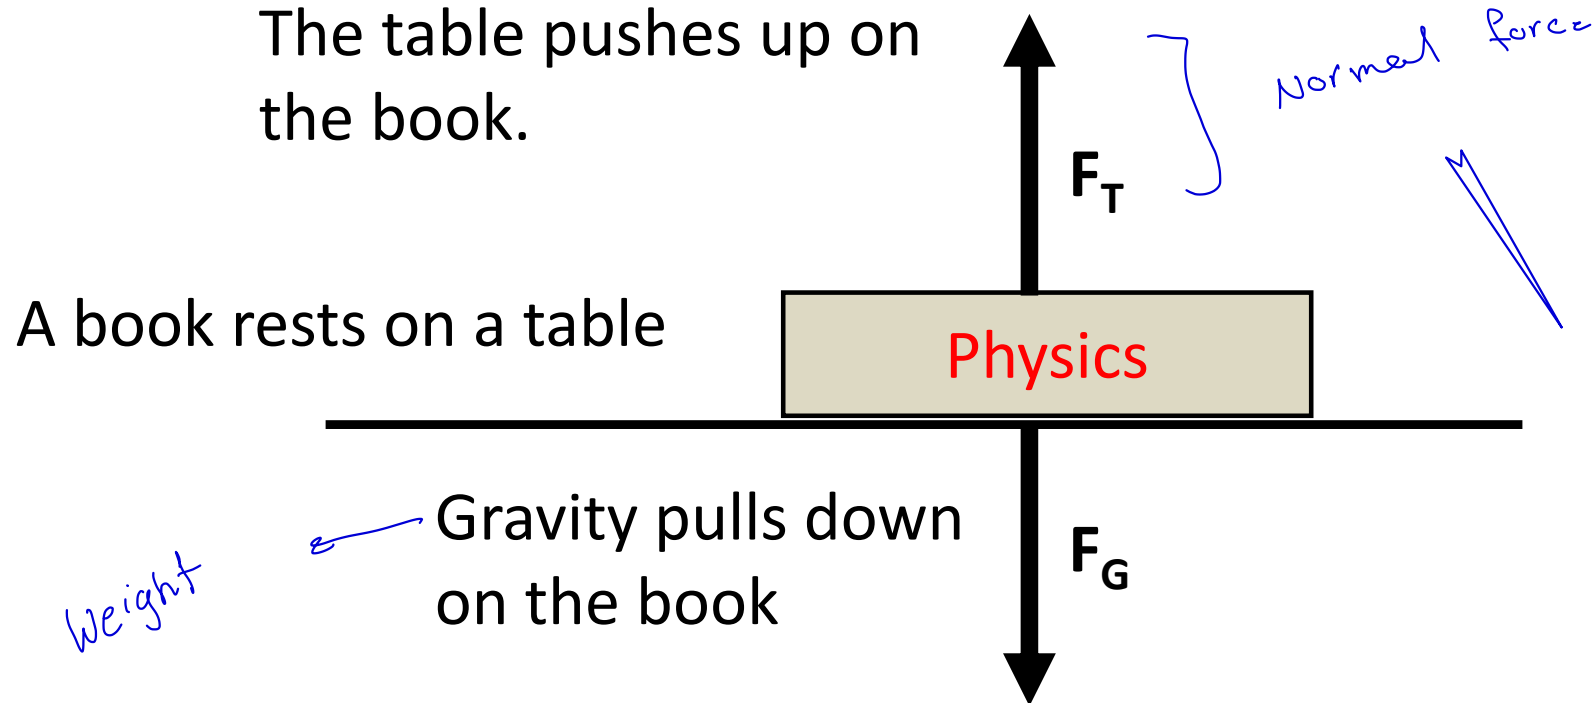 The table pushes up on
the book.
Normal force
F_T
A book rests on a table
Physics
Gravity pulls down
on the book
F_G
Weight